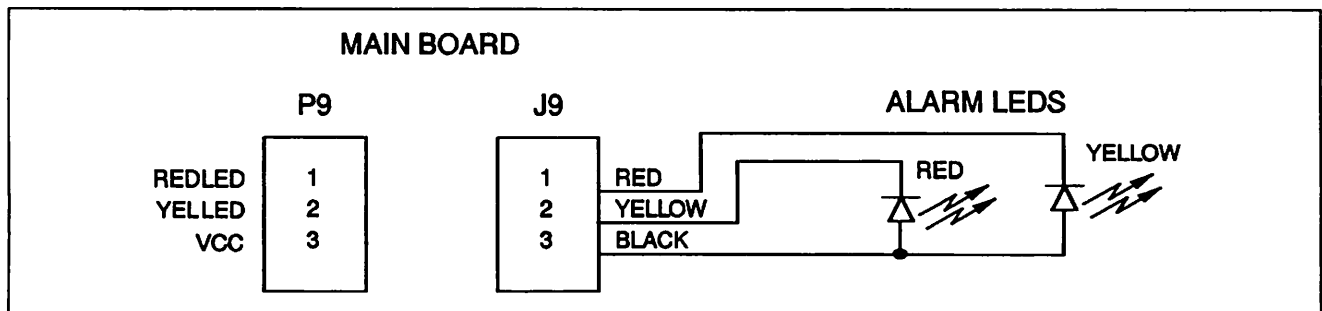 MAIN BOARD
P9
J9
ALARM LEDS
REDLED 1
YELLED 2
VCC 3
1 RED
2 YELLOW
3 BLACK
RED
YELLOW